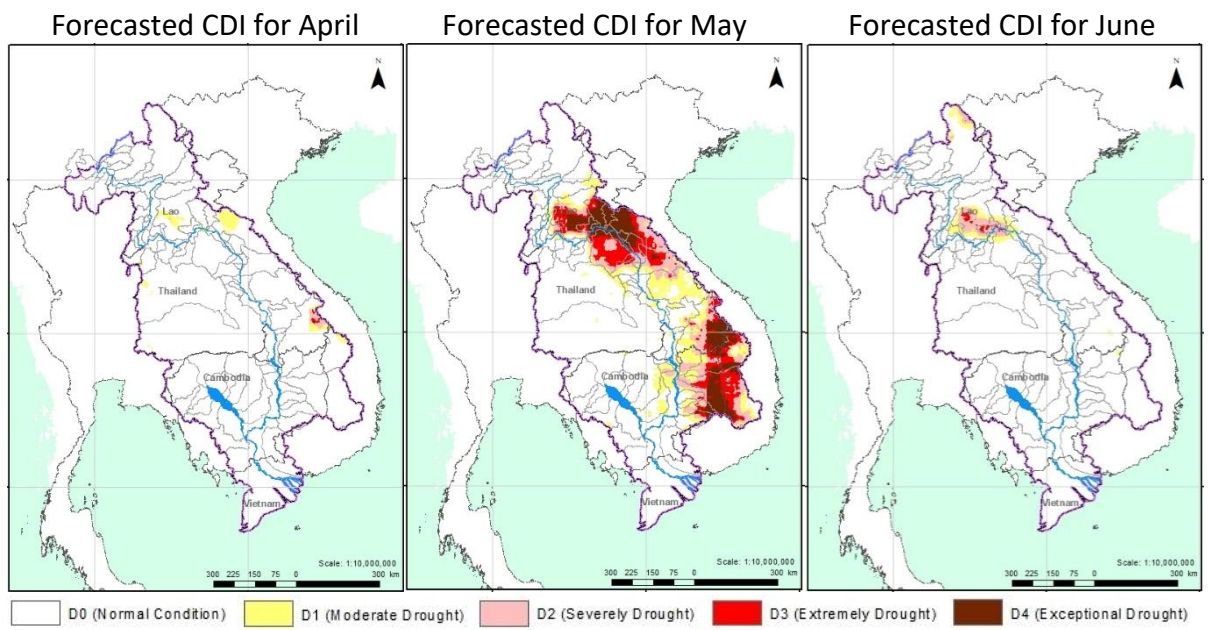 Forecasted CDI for April
Forecasted CDI for May
Forecasted CDI for June
N
Lao
Thailand
Cambodia
Vietnam
Scale: 1:10,000,000
300 225 150 75 0 300 km
N
Thailand
Cambodia
Vietnam
Scale: 1:10,000,000
300 225 150 75 0 300 km
N
Lao
Thailand
Cambodia
Vietnam
Scale: 1:10,000,000
300 225 150 75 0 300 km
D0 (Normal Condition)
D1 (Moderate Drought)
D2 (Severely Drought)
D3 (Extremely Drought)
D4 (Exceptional Drought)